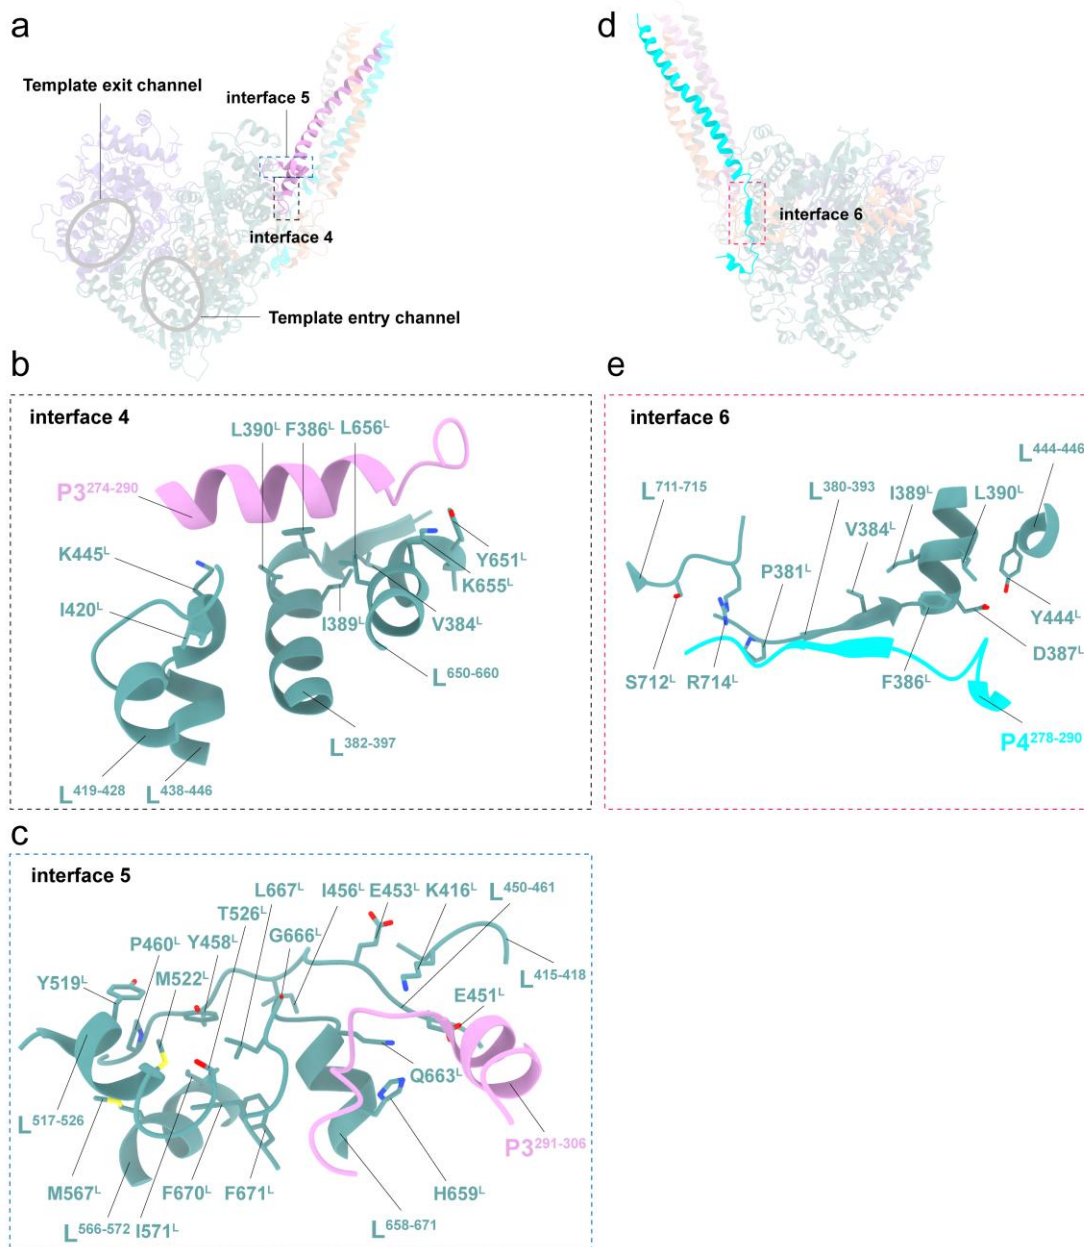 a
Template exit channel
interface 5
interface 4
Template entry channel
d
interface 6
b
interface 4
L390ᴸ F386ᴸ L656ᴸ
P3²⁷⁴⁻²⁹⁰
K445ᴸ
Y651ᴸ
K655ᴸ
I420ᴸ
I389ᴸ
V384ᴸ
L⁶⁵⁰⁻⁶⁶⁰
L³⁸²⁻³⁹⁷
L⁴¹⁹⁻⁴²⁸ L⁴³⁸⁻⁴⁴⁶
e
interface 6
L⁴⁴⁴⁻⁴⁴⁶
L⁷¹¹⁻⁷¹⁵
L³⁸⁰⁻³⁹³
I389ᴸ
L390ᴸ
V384ᴸ
P381ᴸ
Y444ᴸ
D387ᴸ
S712ᴸ R714ᴸ
F386ᴸ
P4²⁷⁸⁻²⁹⁰
c
interface 5
L667ᴸ I456ᴸ E453ᴸ K416ᴸ L⁴⁵⁰⁻⁴⁶¹
T526ᴸ
G666ᴸ
P460ᴸ Y458ᴸ
L⁴¹⁵⁻⁴¹⁸
Y519ᴸ
M522ᴸ
E451ᴸ
Q663ᴸ
L⁵¹⁷⁻⁵²⁶
P3²⁹¹⁻³⁰⁶
M567ᴸ
F670ᴸ F671ᴸ
H659ᴸ
L⁵⁶⁶⁻⁵⁷² I571ᴸ
L⁶⁵⁸⁻⁶⁷¹